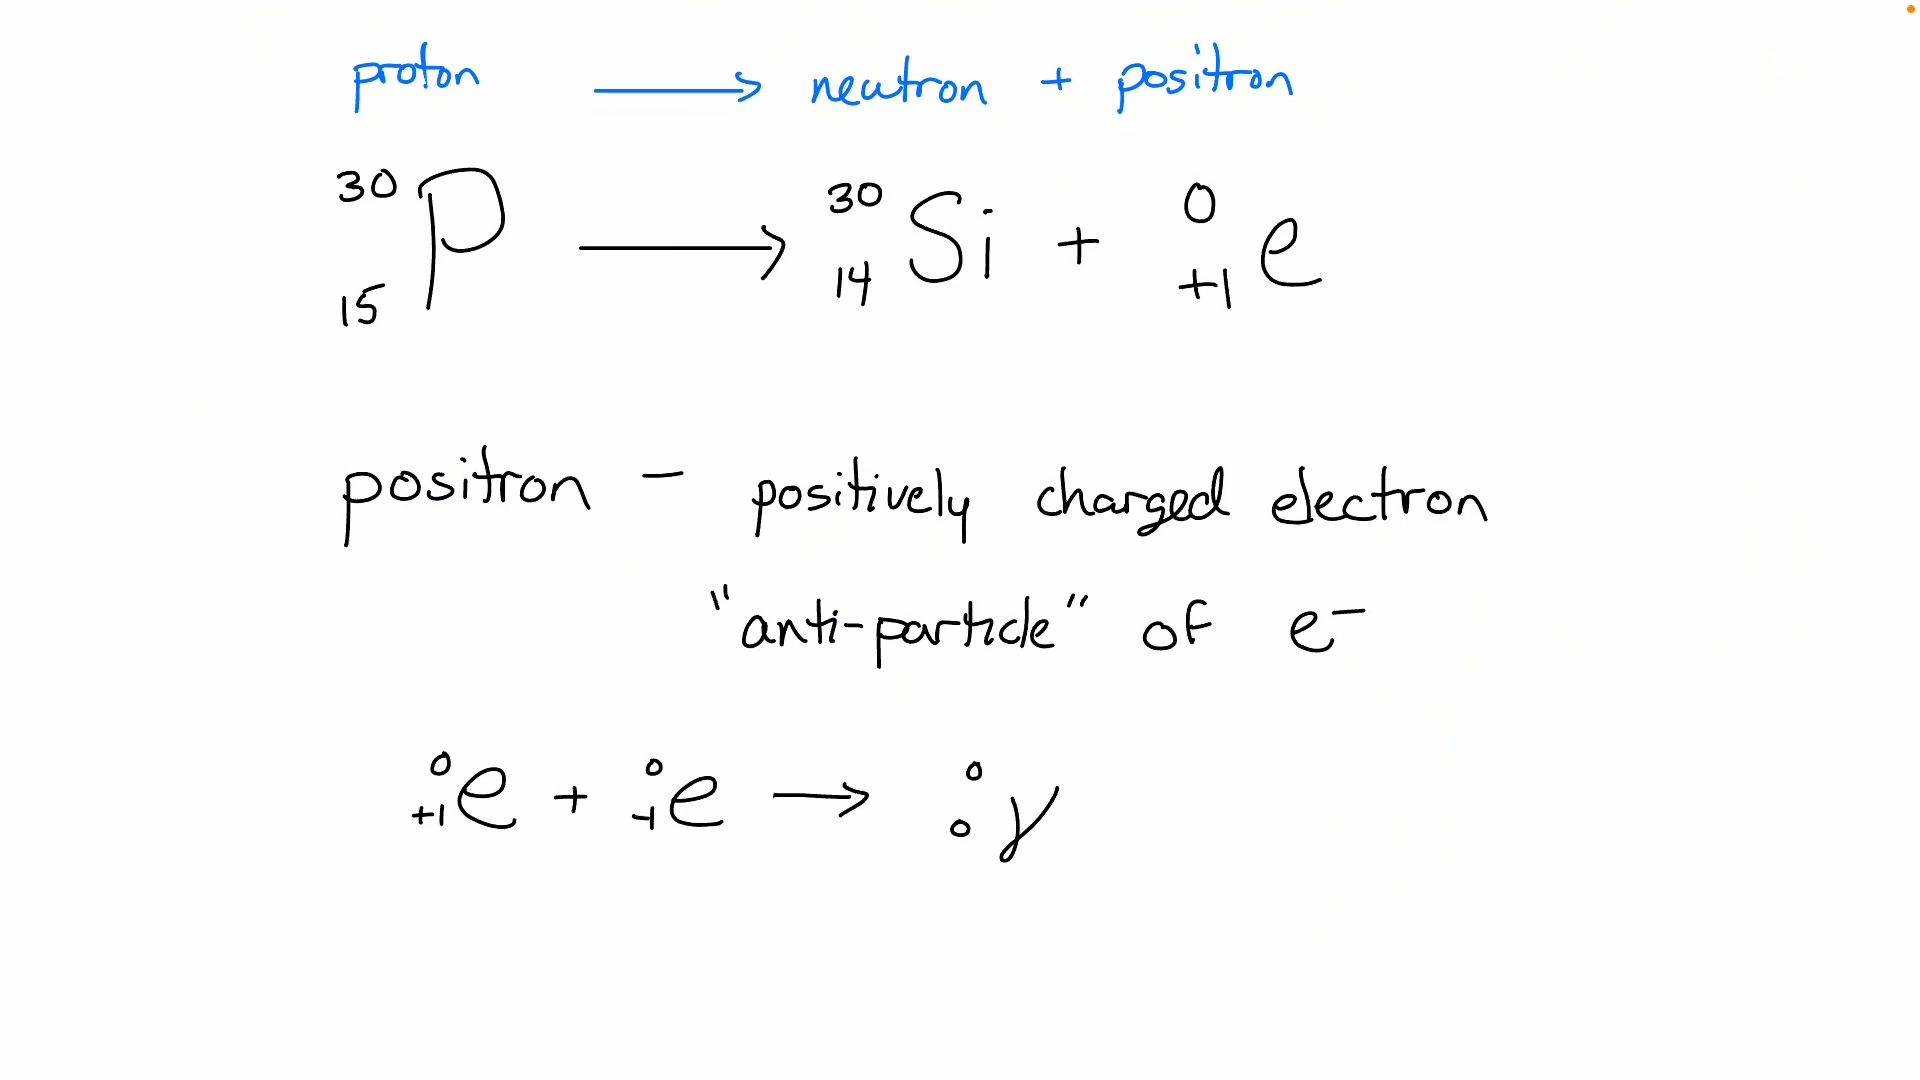 proton → neutron + positron
³⁰₁₅P → ³⁰₁₄Si + ⁰₊₁e
positron – positively charged electron
"anti-particle" of e⁻
⁰₊₁e + ⁰₋₁e → ⁰₀γ